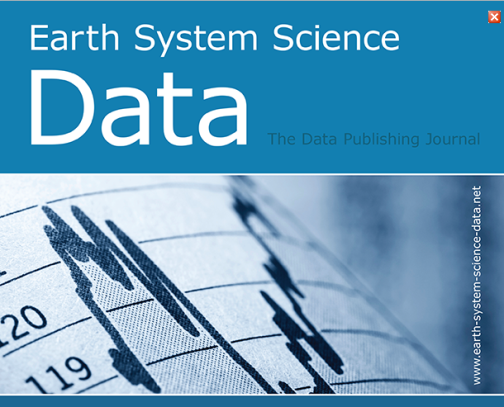 Earth System Science
Data
The Data Publishing Journal
www.earth-system-science-data.net
120
119